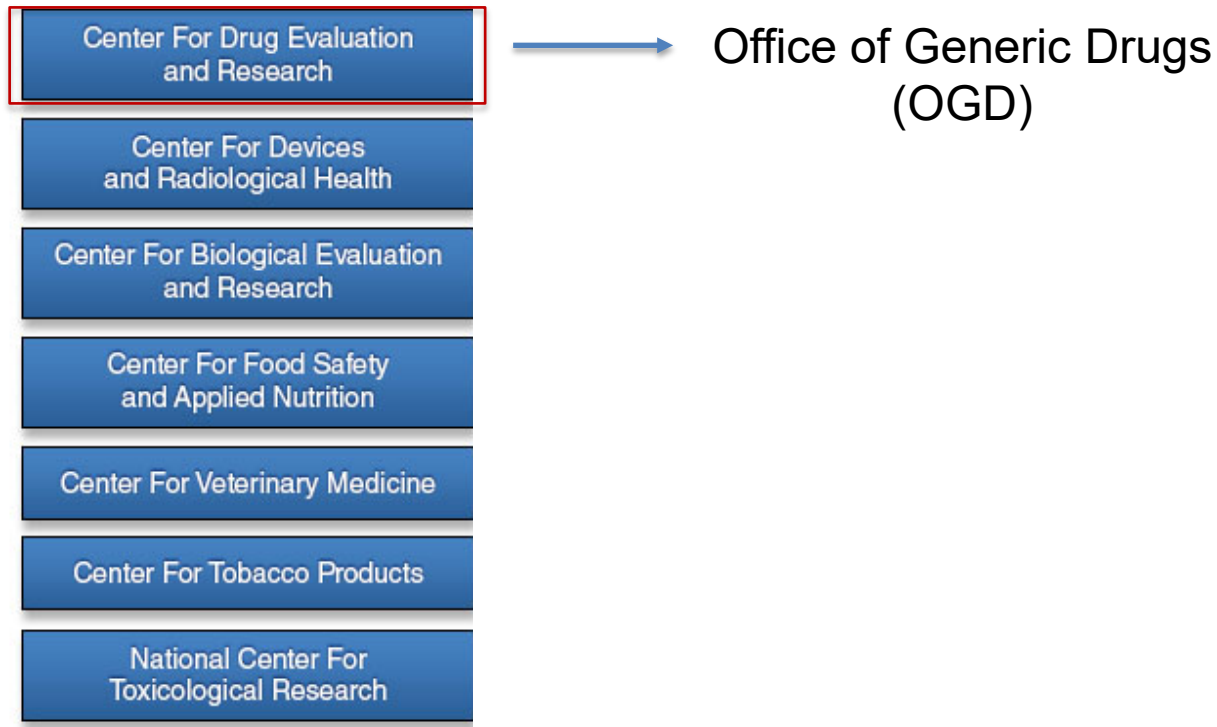 Center For Drug Evaluation
and Research
Office of Generic Drugs
(OGD)
Center For Devices
and Radiological Health
Center For Biological Evaluation
and Research
Center For Food Safety
and Applied Nutrition
Center For Veterinary Medicine
Center For Tobacco Products
National Center For
Toxicological Research